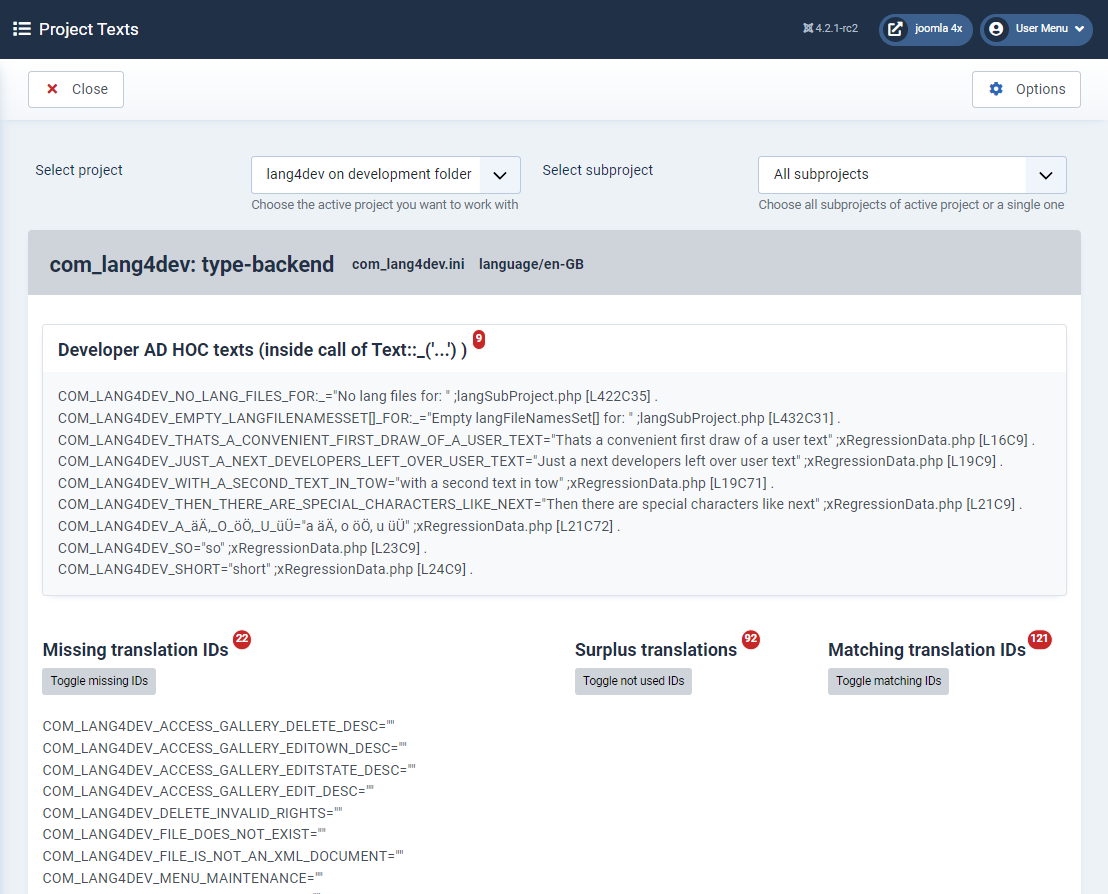 Project Texts
4.2.1-rc2
joomla 4x
User Menu
Close
Options
Select project
lang4dev on development folder
Choose the active project you want to work with
Select subproject
All subprojects
Choose all subprojects of active project or a single one
com_lang4dev: type-backend com_lang4dev.ini language/en-GB
Developer AD HOC texts (inside call of Text::_('...') ) 9
COM_LANG4DEV_NO_LANG_FILES_FOR:_="No lang files for: " ;langSubProject.php [L422C35] .
COM_LANG4DEV_EMPTY_LANGFILENAMESSET[]_FOR:_="Empty langFileNamesSet[] for: " ;langSubProject.php [L432C31] .
COM_LANG4DEV_THATS_A_CONVENIENT_FIRST_DRAW_OF_A_USER_TEXT="Thats a convenient first draw of a user text" ;xRegressionData.php [L16C9] .
COM_LANG4DEV_JUST_A_NEXT_DEVELOPERS_LEFT_OVER_USER_TEXT="Just a next developers left over user text" ;xRegressionData.php [L19C9] .
COM_LANG4DEV_WITH_A_SECOND_TEXT_IN_TOW="with a second text in tow" ;xRegressionData.php [L19C71] .
COM_LANG4DEV_THEN_THERE_ARE_SPECIAL_CHARACTERS_LIKE_NEXT="Then there are special characters like next" ;xRegressionData.php [L21C9] .
COM_LANG4DEV_A_äÄ,_O_öÖ,_U_üÜ="a äÄ, o öÖ, u üÜ" ;xRegressionData.php [L21C72] .
COM_LANG4DEV_SO="so" ;xRegressionData.php [L23C9] .
COM_LANG4DEV_SHORT="short" ;xRegressionData.php [L24C9] .
Missing translation IDs 22
Toggle missing IDs
Surplus translations 92
Toggle not used IDs
Matching translation IDs 121
Toggle matching IDs
COM_LANG4DEV_ACCESS_GALLERY_DELETE_DESC=""
COM_LANG4DEV_ACCESS_GALLERY_EDITOWN_DESC=""
COM_LANG4DEV_ACCESS_GALLERY_EDITSTATE_DESC=""
COM_LANG4DEV_ACCESS_GALLERY_EDIT_DESC=""
COM_LANG4DEV_DELETE_INVALID_RIGHTS=""
COM_LANG4DEV_FILE_DOES_NOT_EXIST=""
COM_LANG4DEV_FILE_IS_NOT_AN_XML_DOCUMENT=""
COM_LANG4DEV_MENU_MAINTENANCE=""